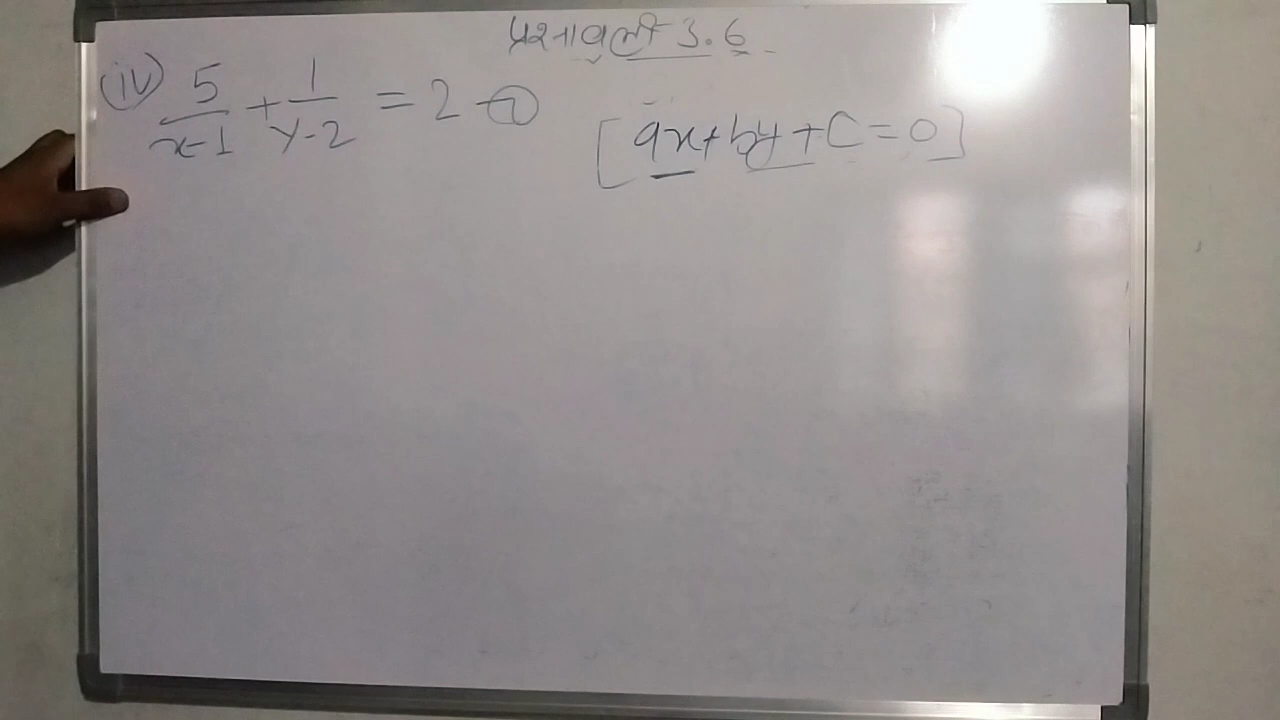 प्रश्नावली 3.6
(iv) 5/(x-1) + 1/(y-2) = 2 -①
[ax+by+c=0]